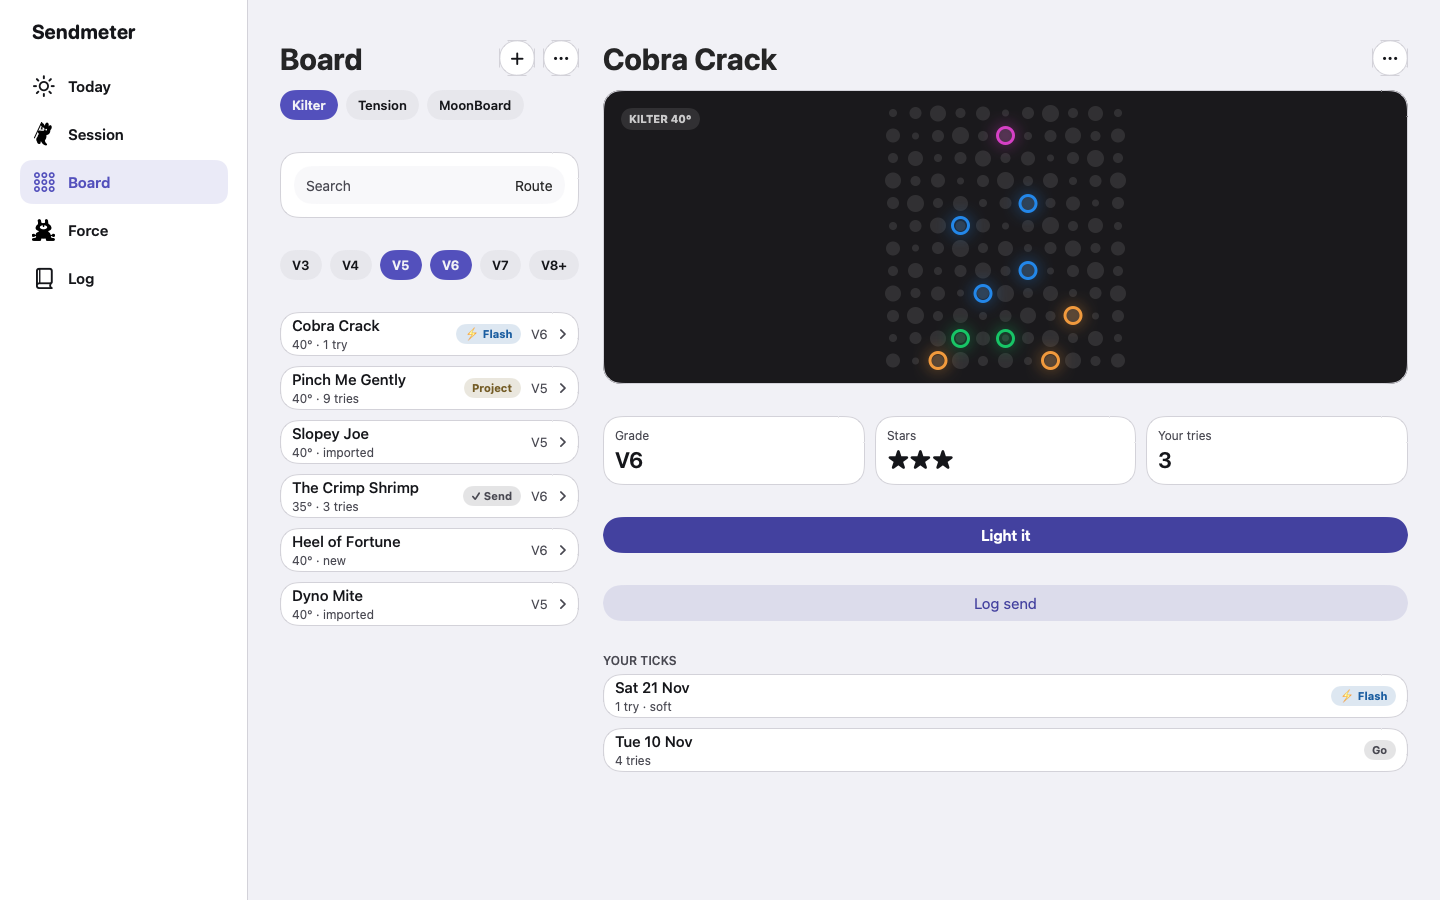 Sendmeter
Today
Session
Board
Force
Log
Board
Kilter
Tension
MoonBoard
Search
Route
V3
V4
V5
V6
V7
V8+
Cobra Crack
40° · 1 try
⚡ Flash
V6
Pinch Me Gently
40° · 9 tries
Project
V5
Slopey Joe
40° · imported
V5
The Crimp Shrimp
35° · 3 tries
✓ Send
V6
Heel of Fortune
40° · new
V6
Dyno Mite
40° · imported
V5
Cobra Crack
KILTER 40°
Grade
V6
Stars
★★★
Your tries
3
Light it
Log send
YOUR TICKS
Sat 21 Nov
1 try · soft
⚡ Flash
Tue 10 Nov
4 tries
Go